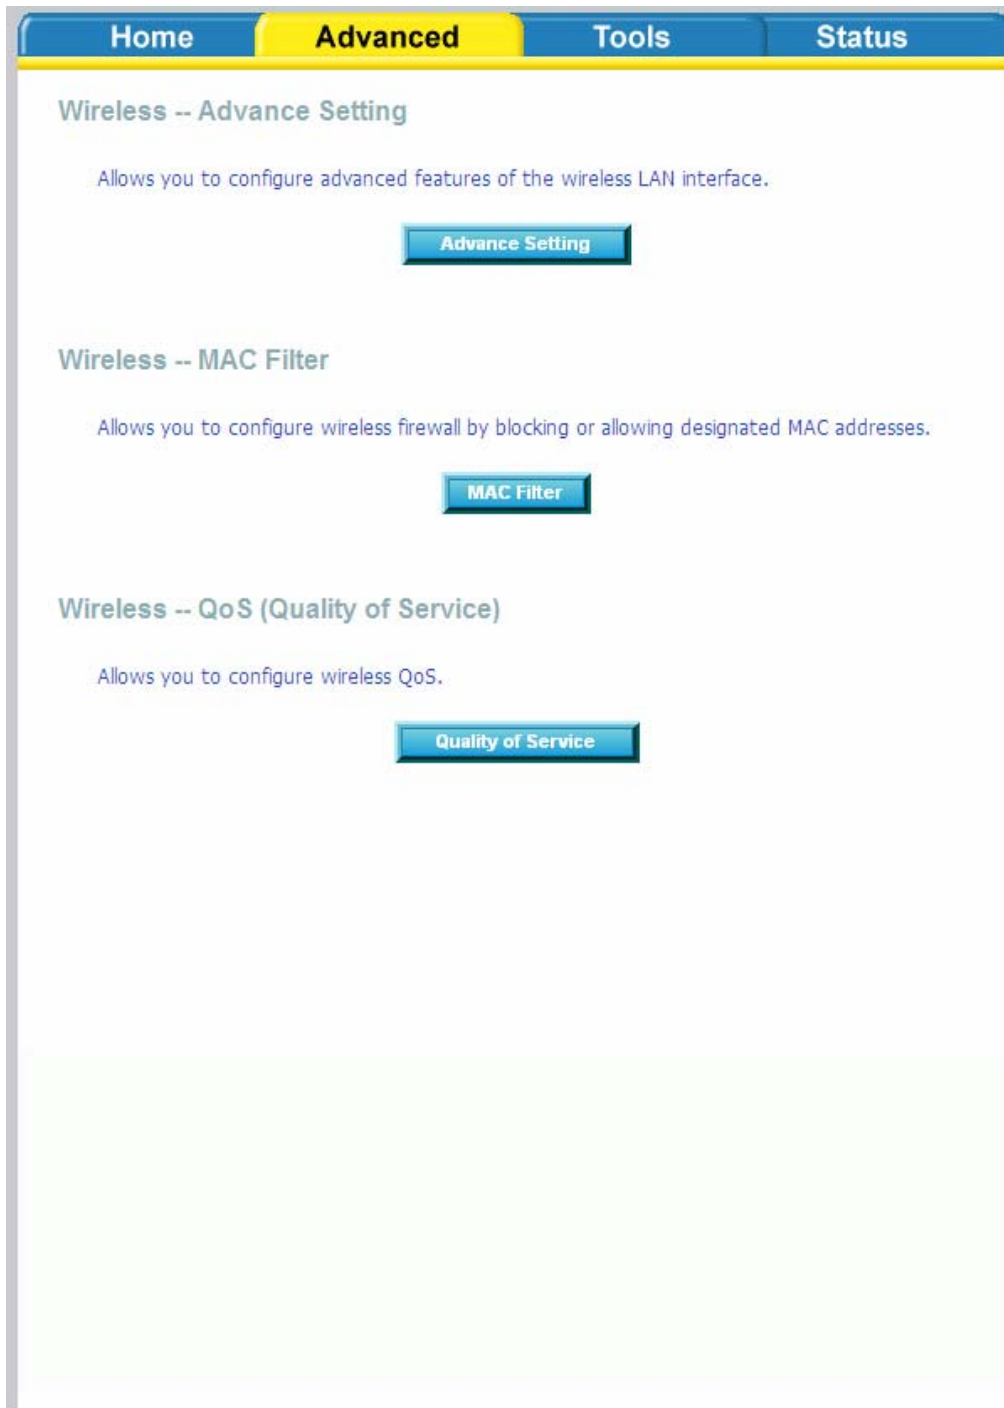 Home Advanced Tools Status
Wireless -- Advance Setting
Allows you to configure advanced features of the wireless LAN interface.
Advance Setting
Wireless -- MAC Filter
Allows you to configure wireless firewall by blocking or allowing designated MAC addresses.
MAC Filter
Wireless -- QoS (Quality of Service)
Allows you to configure wireless QoS.
Quality of Service